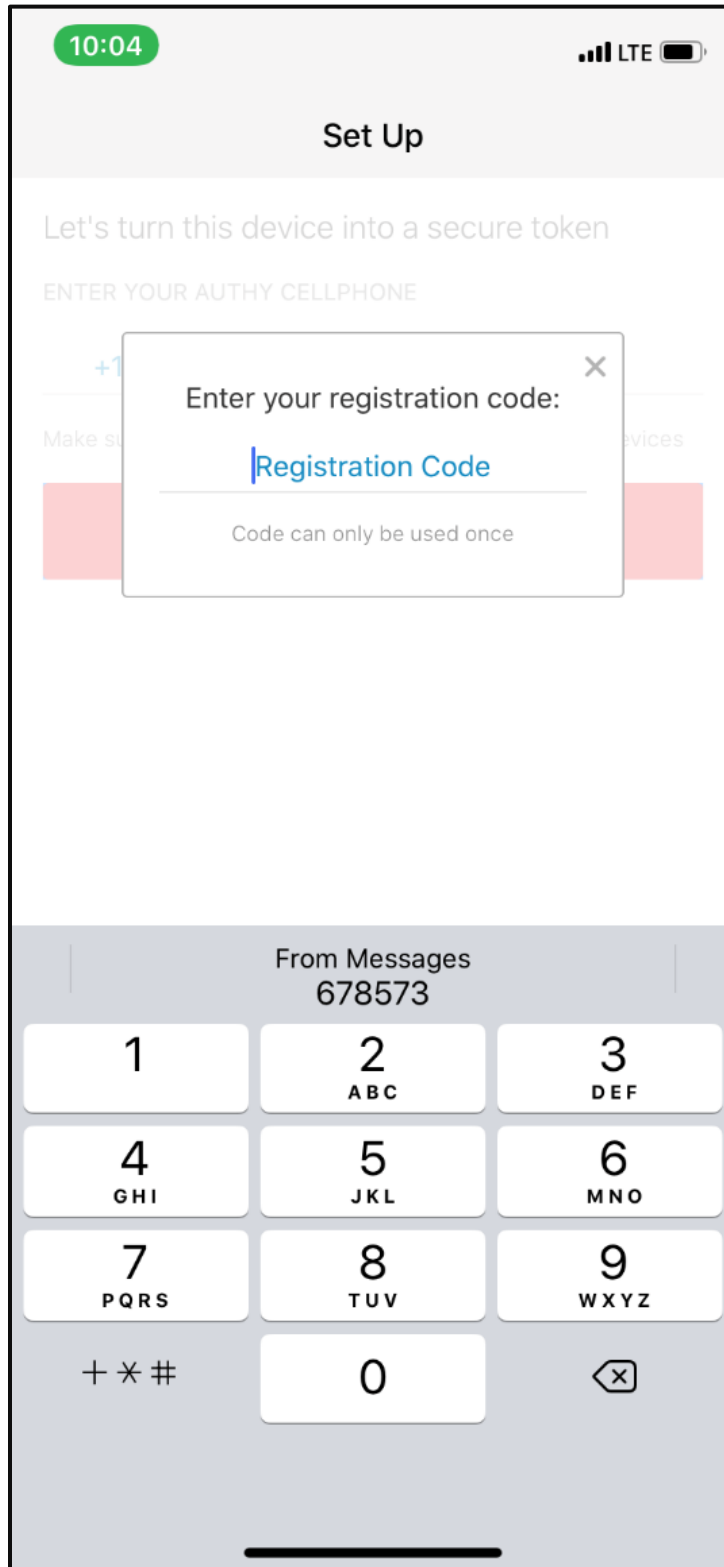 10:04
LTE
Set Up
Let's turn this device into a secure token
ENTER YOUR AUTHY CELLPHONE
+1
Enter your registration code:
Registration Code
Make
Code can only be used once
From Messages
678573
1
2
ABC
3
DEF
4
GHI
5
JKL
6
MNO
7
PQRS
8
TUV
9
WXYZ
+*#
0